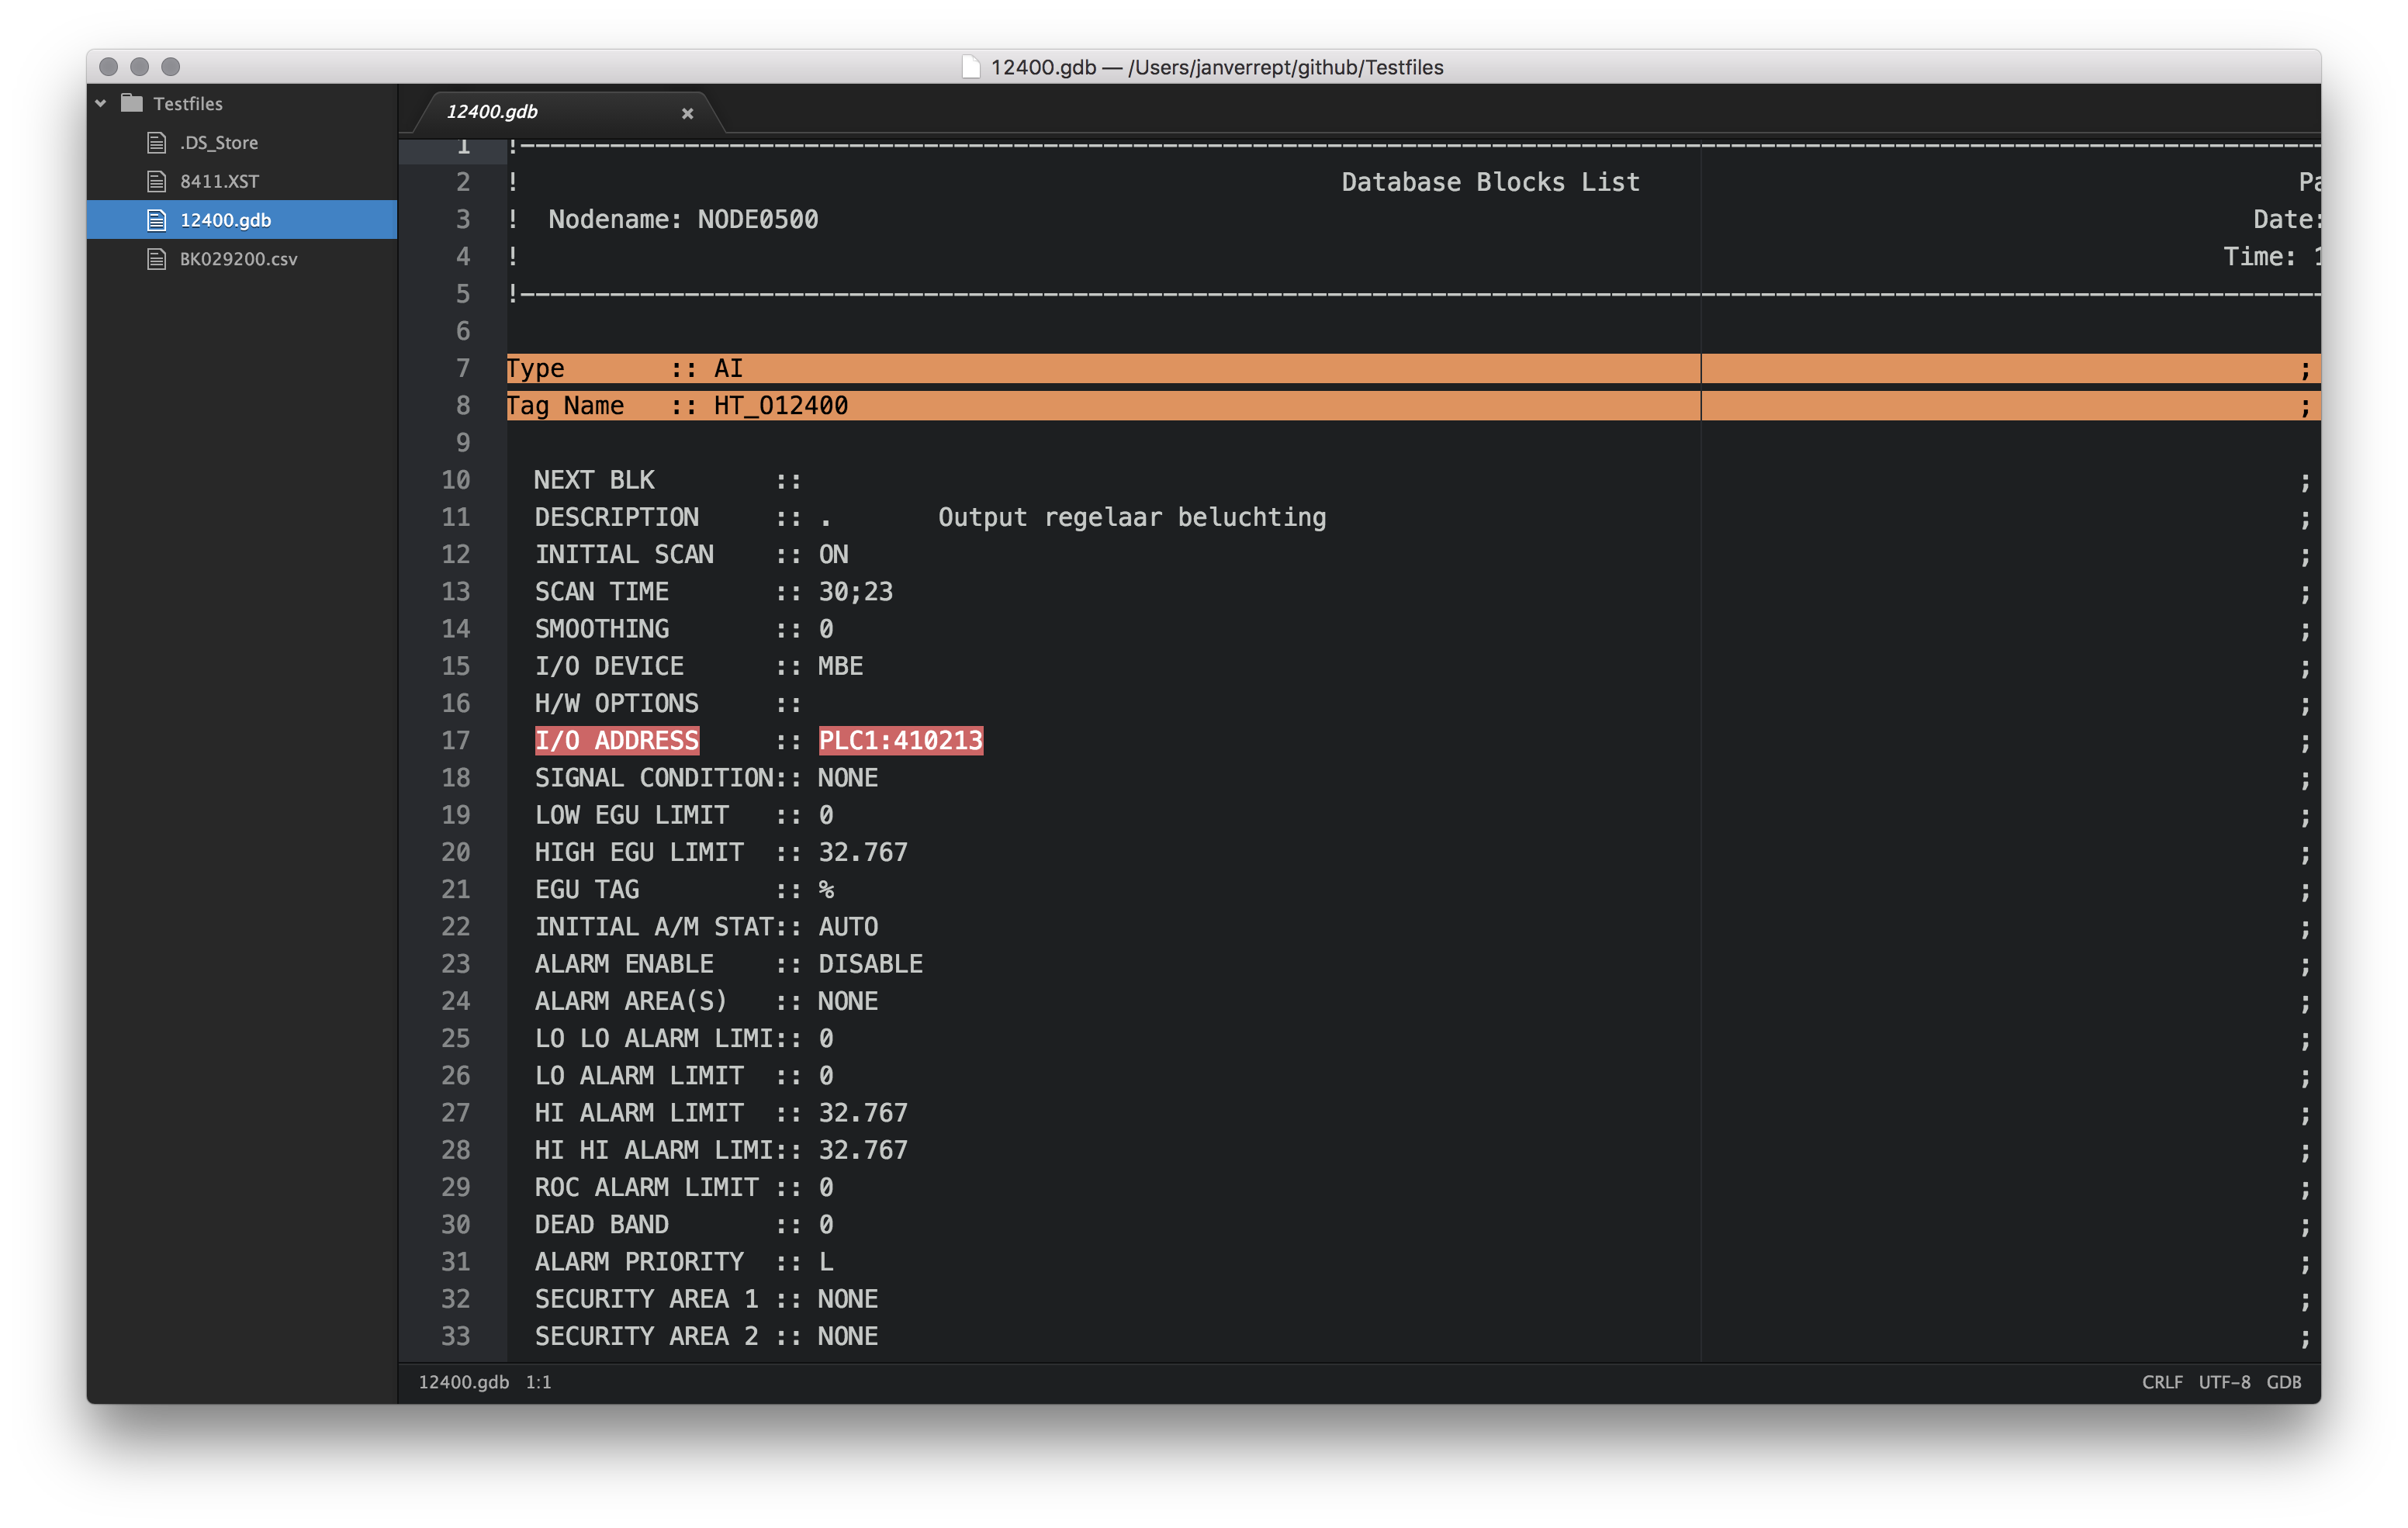 12400.gdb — /Users/janverrept/github/Testfiles
Testfiles
.DS_Store
8411.XST
12400.gdb
BK029200.csv
12400.gdb
1 !------------------------------------------------------------------------------------------------------------------------
2 ! Database Blocks List
3 ! Nodename: NODE0500 Date:
4 ! Time: 1
5 !------------------------------------------------------------------------------------------------------------------------
6
7 Type :: AI ;
8 Tag Name :: HT_O12400 ;
9
10 NEXT BLK :: ;
11 DESCRIPTION :: . Output regelaar beluchting ;
12 INITIAL SCAN :: ON ;
13 SCAN TIME :: 30;23 ;
14 SMOOTHING :: 0 ;
15 I/O DEVICE :: MBE ;
16 H/W OPTIONS :: ;
17 I/O ADDRESS :: PLC1:410213 ;
18 SIGNAL CONDITION:: NONE ;
19 LOW EGU LIMIT :: 0 ;
20 HIGH EGU LIMIT :: 32.767 ;
21 EGU TAG :: % ;
22 INITIAL A/M STAT:: AUTO ;
23 ALARM ENABLE :: DISABLE ;
24 ALARM AREA(S) :: NONE ;
25 LO LO ALARM LIMI:: 0 ;
26 LO ALARM LIMIT :: 0 ;
27 HI ALARM LIMIT :: 32.767 ;
28 HI HI ALARM LIMI:: 32.767 ;
29 ROC ALARM LIMIT :: 0 ;
30 DEAD BAND :: 0 ;
31 ALARM PRIORITY :: L ;
32 SECURITY AREA 1 :: NONE ;
33 SECURITY AREA 2 :: NONE ;
12400.gdb 1:1 CRLF UTF-8 GDB